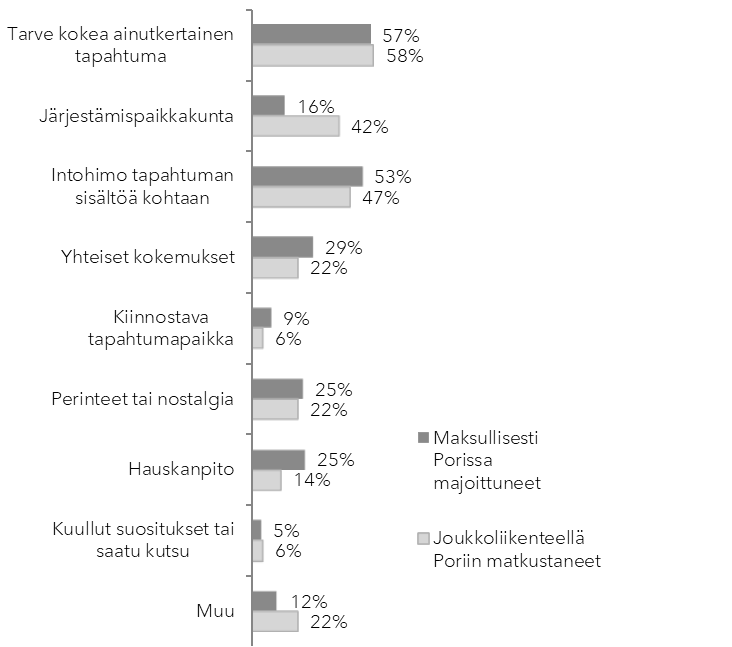 Tarve kokea ainutkertainen
tapahtuma
57%
58%
Järjestämispaikkakunta
16%
42%
Intohimo tapahtuman
sisältöä kohtaan
53%
47%
Yhteiset kokemukset
29%
22%
Kiinnostava
tapahtumapaikka
9%
6%
Perinteet tai nostalgia
25%
22%
Hauskanpito
25%
14%
Kuullut suositukset tai
saatu kutsu
5%
6%
Muu
12%
22%
Maksullisesti
Porissa
majoittuneet
Joukkoliikenteellä
Poriin matkustaneet